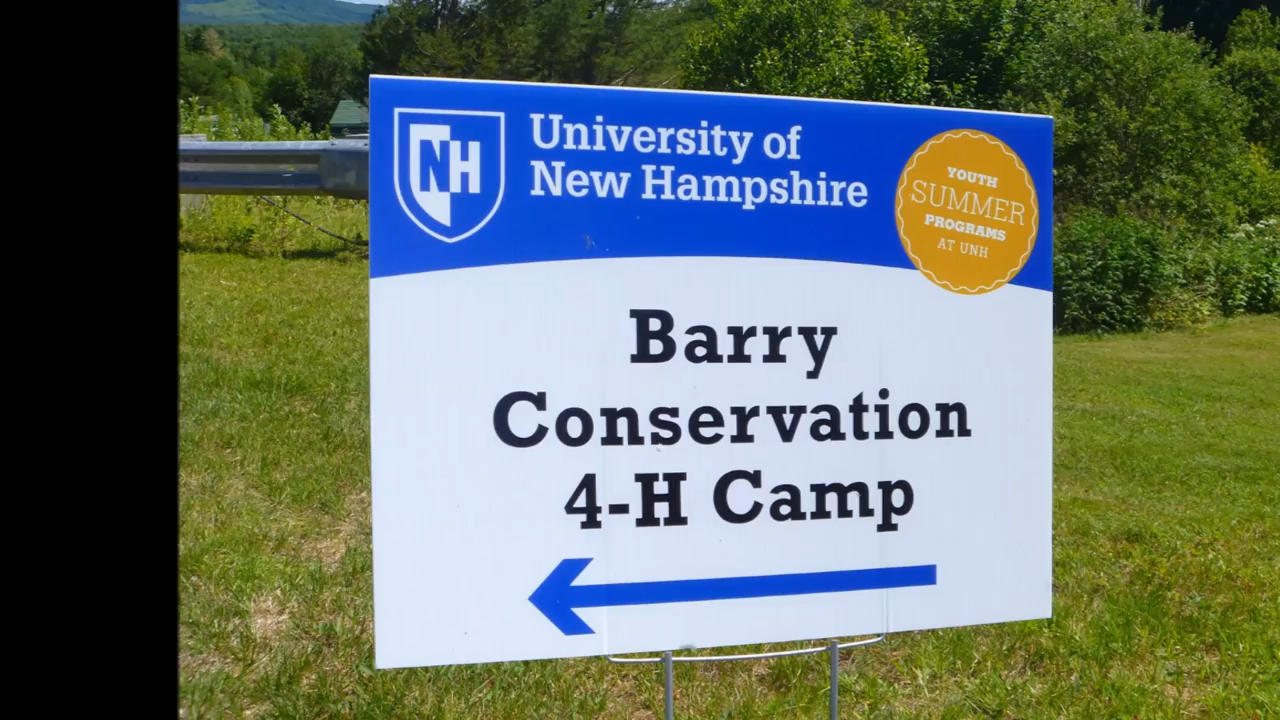 NH
University of
New Hampshire
YOUTH
SUMMER
PROGRAMS
AT UNH
Barry
Conservation
4-H Camp